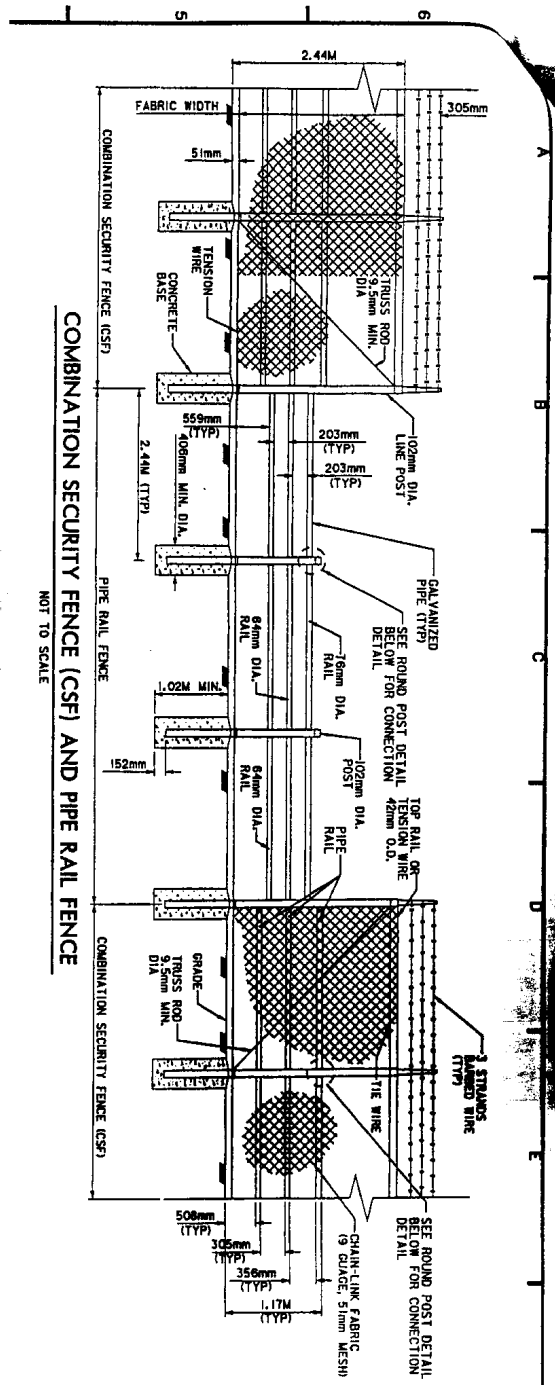 A
B
C
D
E
5
6
2.44M
FABRIC WIDTH
305mm
51mm
COMBINATION SECURITY FENCE (CSF)
TENSION
WIRE
CONCRETE
BASE
TRUSS ROD
9.5mm MIN.
DIA
102mm DIA.
LINE POST
559mm
(TYP)
203mm
(TYP)
203mm
(TYP)
2.44M (TYP)
406mm MIN. DIA.
GALVANIZED
PIPE (TYP)
SEE ROUND POST DETAIL
BELOW FOR CONNECTION
DETAIL
76mm DIA.
RAIL
64mm DIA.
RAIL
PIPE RAIL FENCE
1.02M MIN.
152mm
102mm DIA.
POST
64mm DIA.
RAIL
TOP RAIL OR
TENSION WIRE
42mm O.D.
PIPE
RAIL
3 STRANDS
BARBED WIRE
(TYP)
GRADE
TRUSS ROD
9.5mm MIN.
DIA
TIE WIRE
COMBINATION SECURITY FENCE (CSF)
SEE ROUND POST DETAIL
BELOW FOR CONNECTION
DETAIL
CHAIN-LINK FABRIC
(9 GUAGE, 51mm MESH)
508mm
(TYP)
305mm
(TYP)
356mm
(TYP)
1.17M
(TYP)
COMBINATION SECURITY FENCE (CSF) AND PIPE RAIL FENCE
NOT TO SCALE